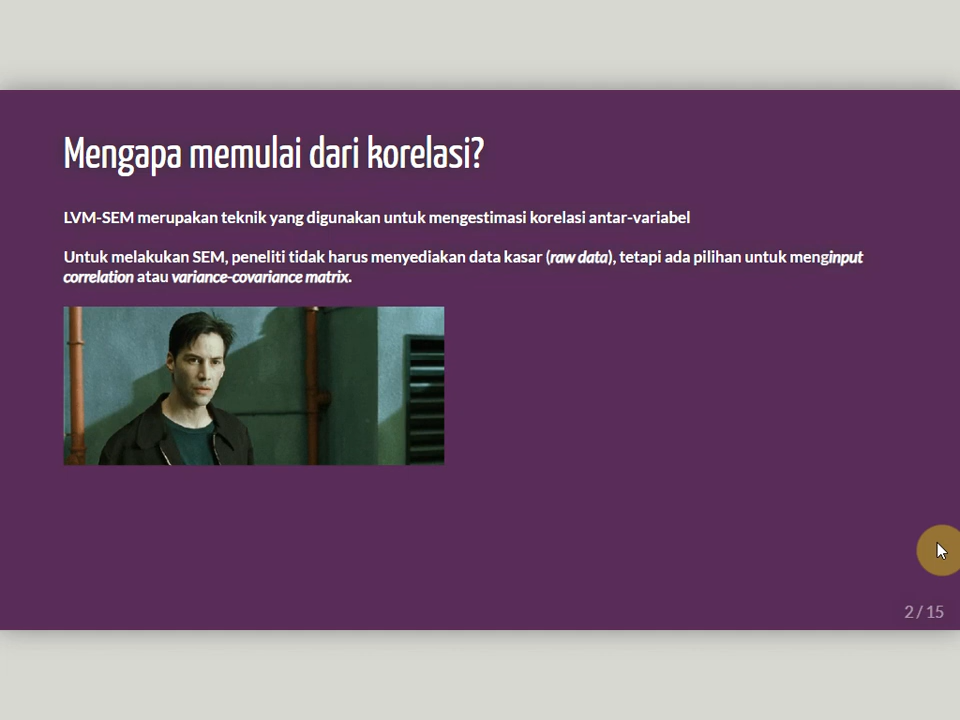 Mengapa memulai dari korelasi?
LVM-SEM merupakan teknik yang digunakan untuk mengestimasi korelasi antar-variabel
Untuk melakukan SEM, peneliti tidak harus menyediakan data kasar (raw data), tetapi ada pilihan untuk menginput
correlation atau variance-covariance matrix.
2 / 15